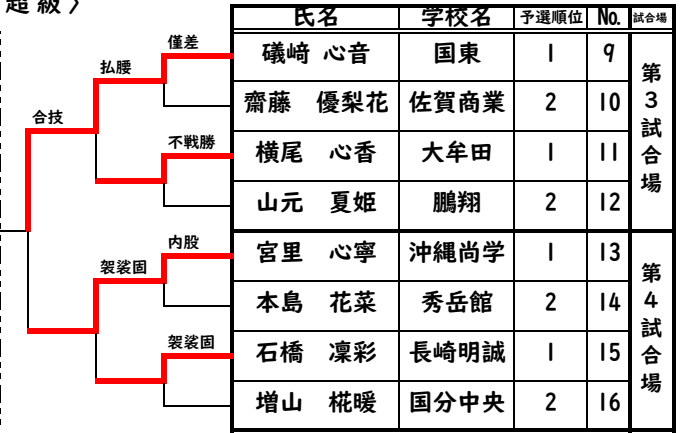 超級〉
氏名 学校名 予選順位 No. 試合場
僅差
礒﨑 心音 国東 1 9
払腰
齋藤 優梨花 佐賀商業 2 10
合技
不戦勝
横尾 心香 大牟田 1 11
山元 夏姫 鵬翔 2 12
第3試合場
内股
宮里 心寧 沖縄尚学 1 13
袈裟固
本島 花菜 秀岳館 2 14
袈裟固
石橋 凜彩 長崎明誠 1 15
増山 椛暖 国分中央 2 16
第4試合場